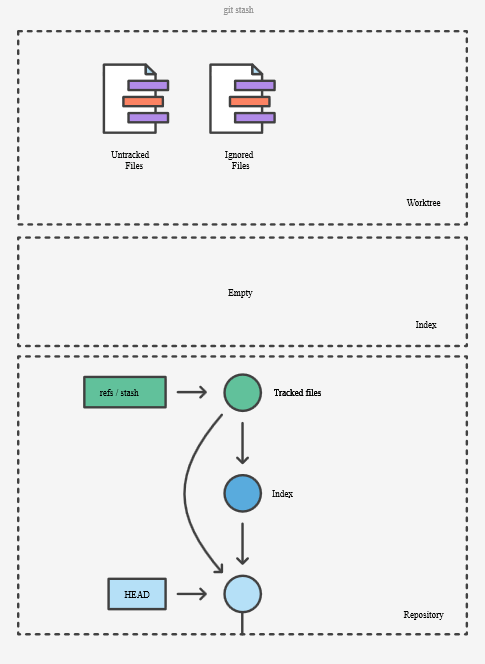 git stash
Untracked
Files
Ignored
Files
Worktree
Empty
Index
refs / stash
Tracked files
Index
HEAD
Repository